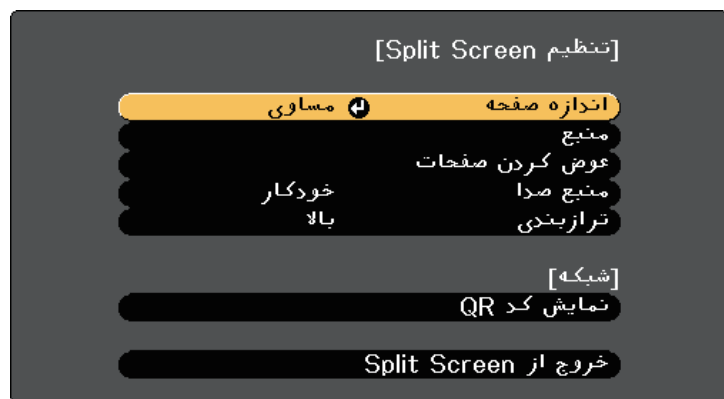 [تنظیم Split Screen]
اندازه صفحه مساوی
منبع
عوض کردن صفحات
منبع صدا خودکار
ترازبندی بالا
[شبکه]
نمایش کد QR
خروج از Split Screen